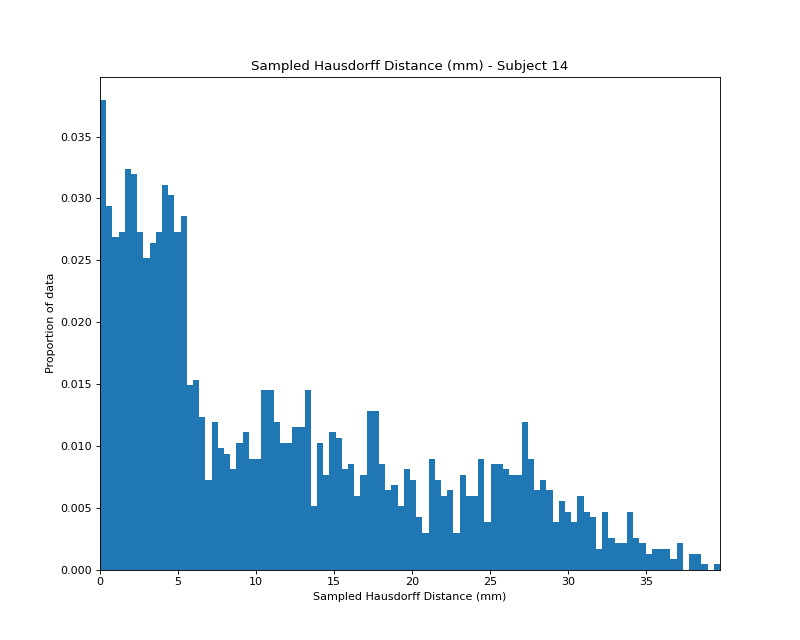 Sampled Hausdorff Distance (mm) - Subject 14
0.035
0.030
0.025
0.020
0.015
0.010
0.005
0.000
Proportion of data
0 5 10 15 20 25 30 35
Sampled Hausdorff Distance (mm)